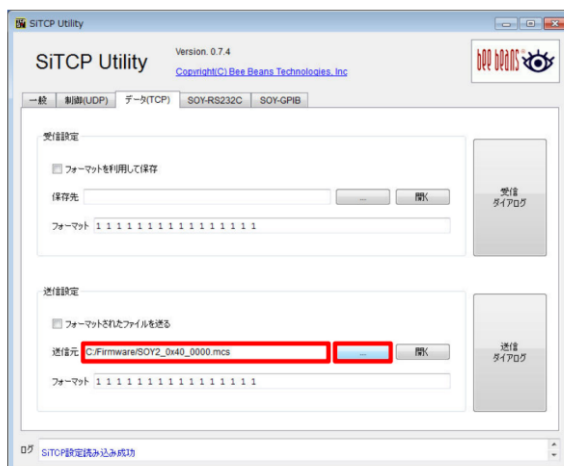 SiTCP Utility
SiTCP Utility
Version. 0.7.4
Copyright(C) Bee Beans Technologies, Inc
bee beans
一般 制御(UDP) データ(TCP) SOY-RS232C SOY-GPIB
受信設定
フォーマットを利用して保存
保存先 ... 開く
フォーマット 1 1 1 1 1 1 1 1 1 1 1 1 1 1 1 1
受信
ダイアログ
送信設定
フォーマットされたファイルを送る
送信元 C:/Firmware/SOY2_0x40_0000.mcs ... 開く
フォーマット 1 1 1 1 1 1 1 1 1 1 1 1 1 1 1 1
送信
ダイアログ
ログ SiTCP設定読み込み成功